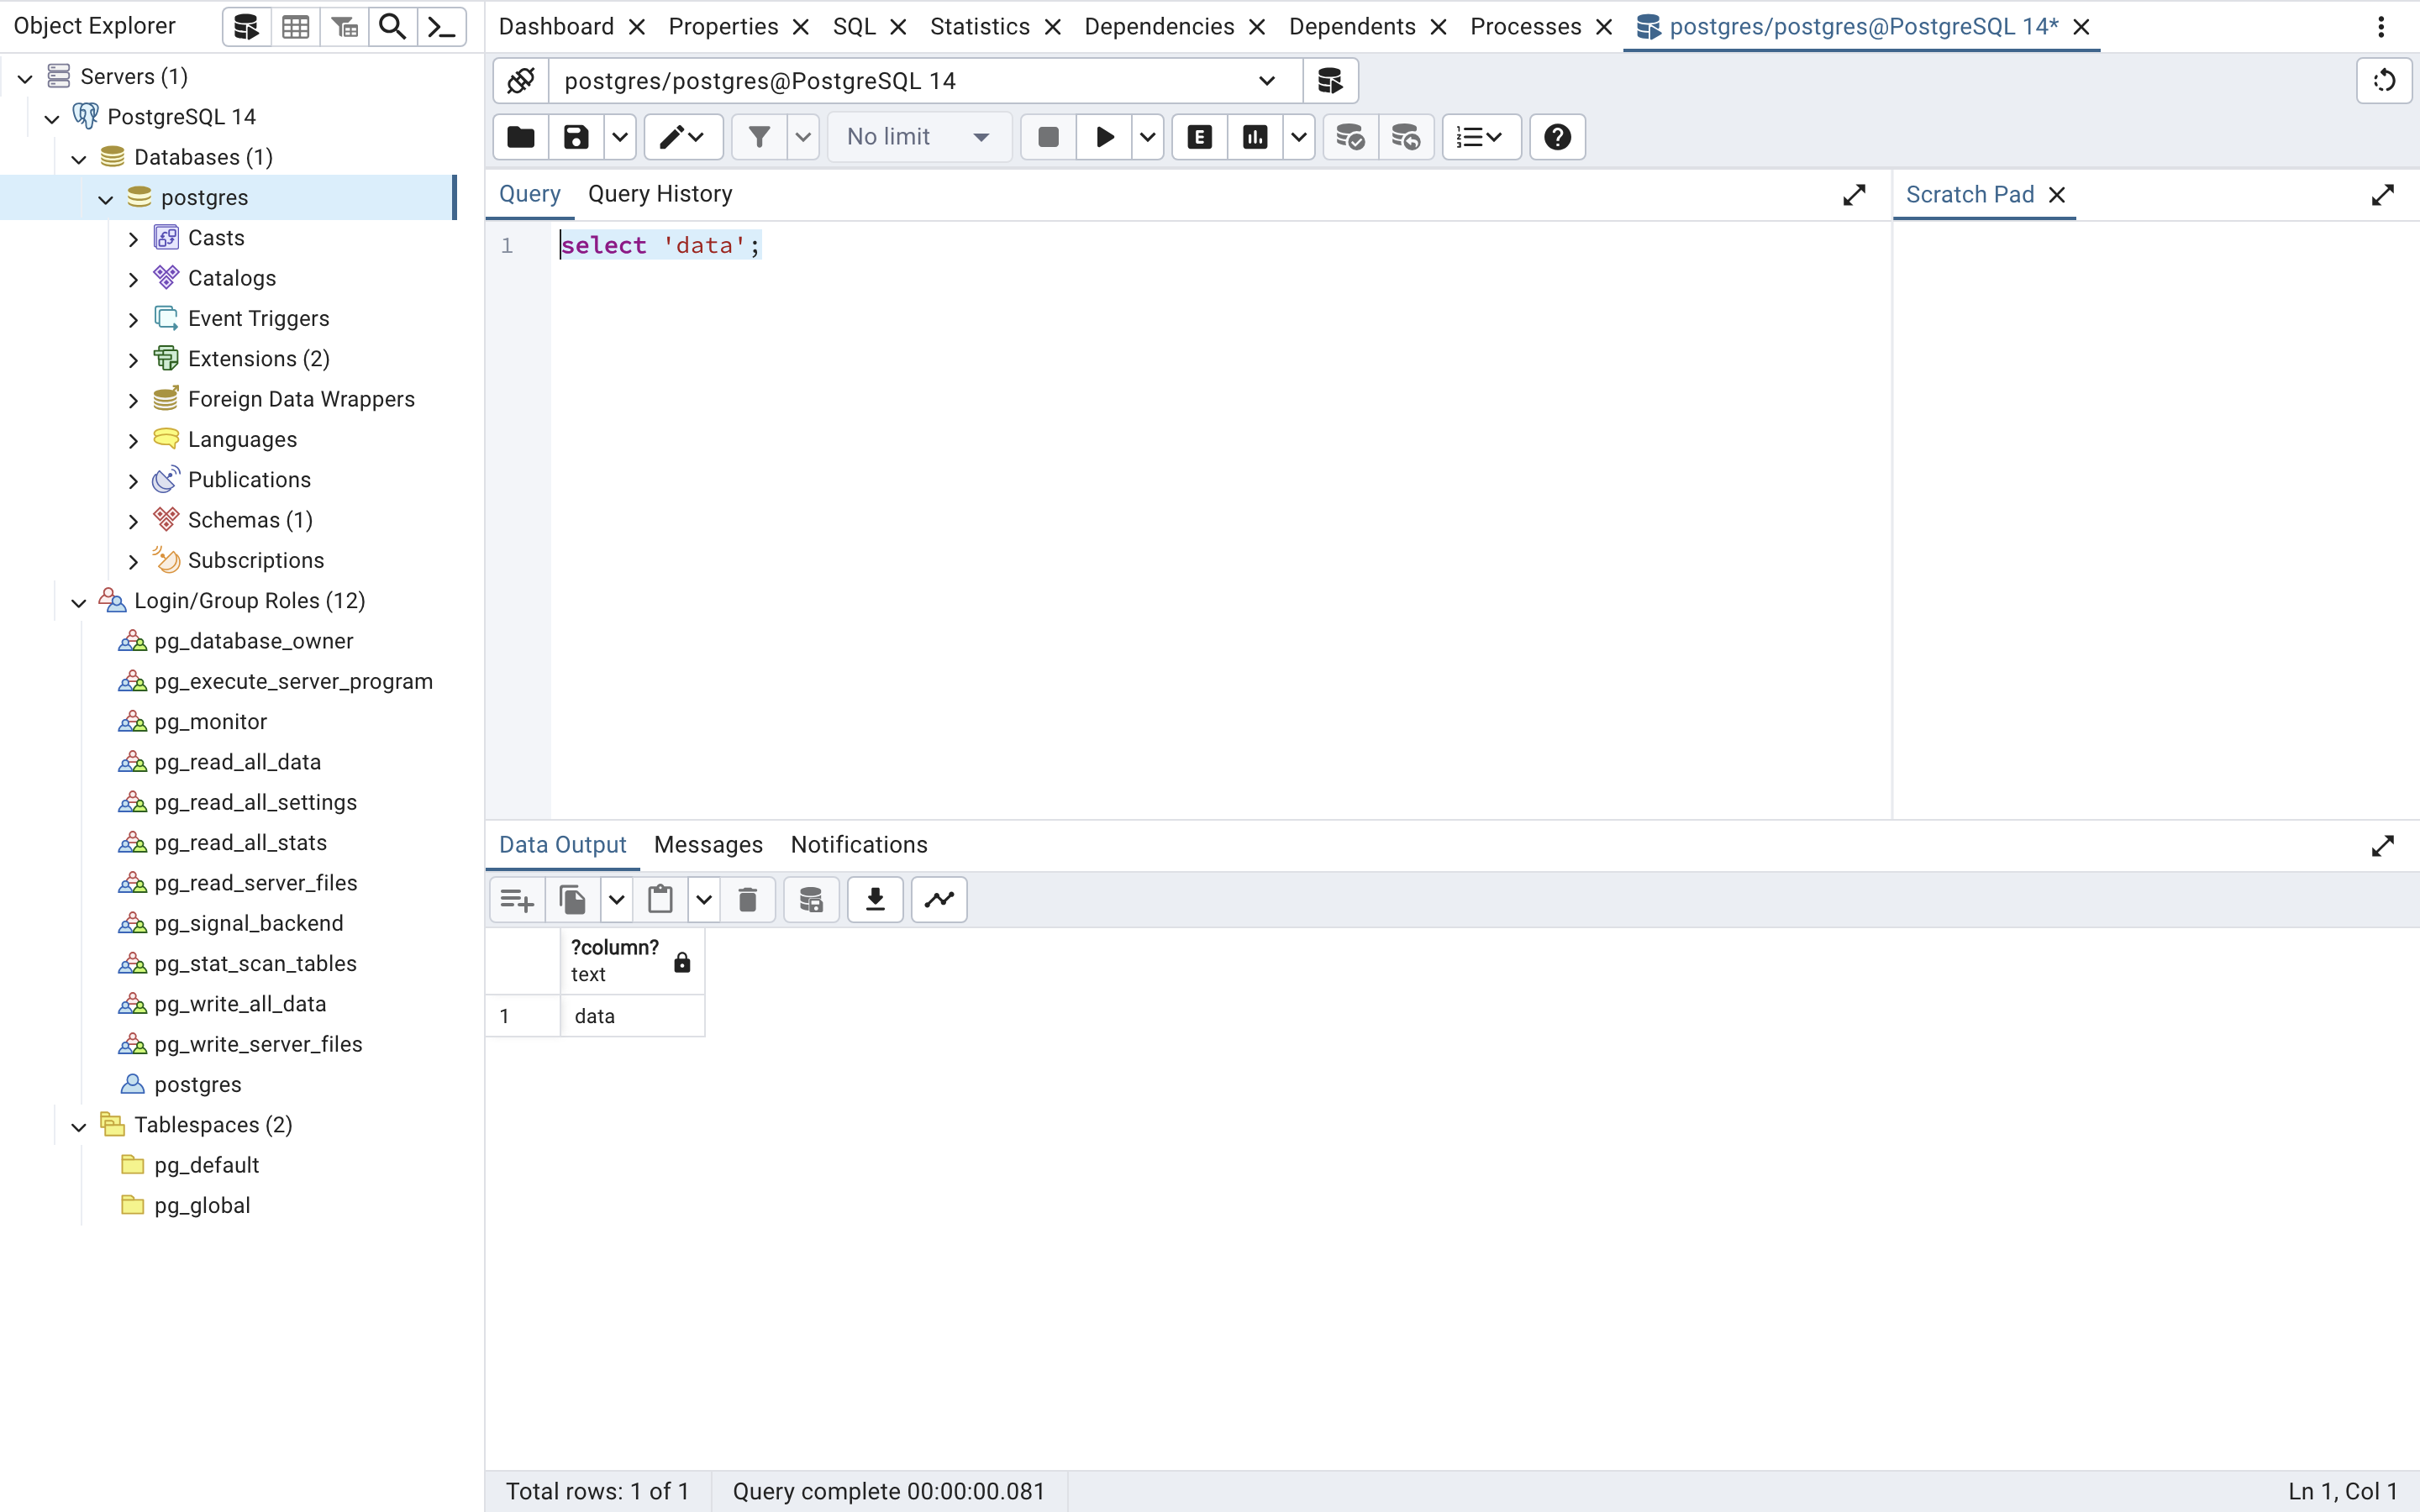 Object Explorer
Servers (1)
PostgreSQL 14
Databases (1)
postgres
Casts
Catalogs
Event Triggers
Extensions (2)
Foreign Data Wrappers
Languages
Publications
Schemas (1)
Subscriptions
Login/Group Roles (12)
pg_database_owner
pg_execute_server_program
pg_monitor
pg_read_all_data
pg_read_all_settings
pg_read_all_stats
pg_read_server_files
pg_signal_backend
pg_stat_scan_tables
pg_write_all_data
pg_write_server_files
postgres
Tablespaces (2)
pg_default
pg_global
Dashboard Properties SQL Statistics Dependencies Dependents Processes postgres/postgres@PostgreSQL 14*
postgres/postgres@PostgreSQL 14
No limit E
Query Query History
Scratch Pad
1 select 'data';
Data Output Messages Notifications
?column?
text
1 data
Total rows: 1 of 1 Query complete 00:00:00.081 Ln 1, Col 1